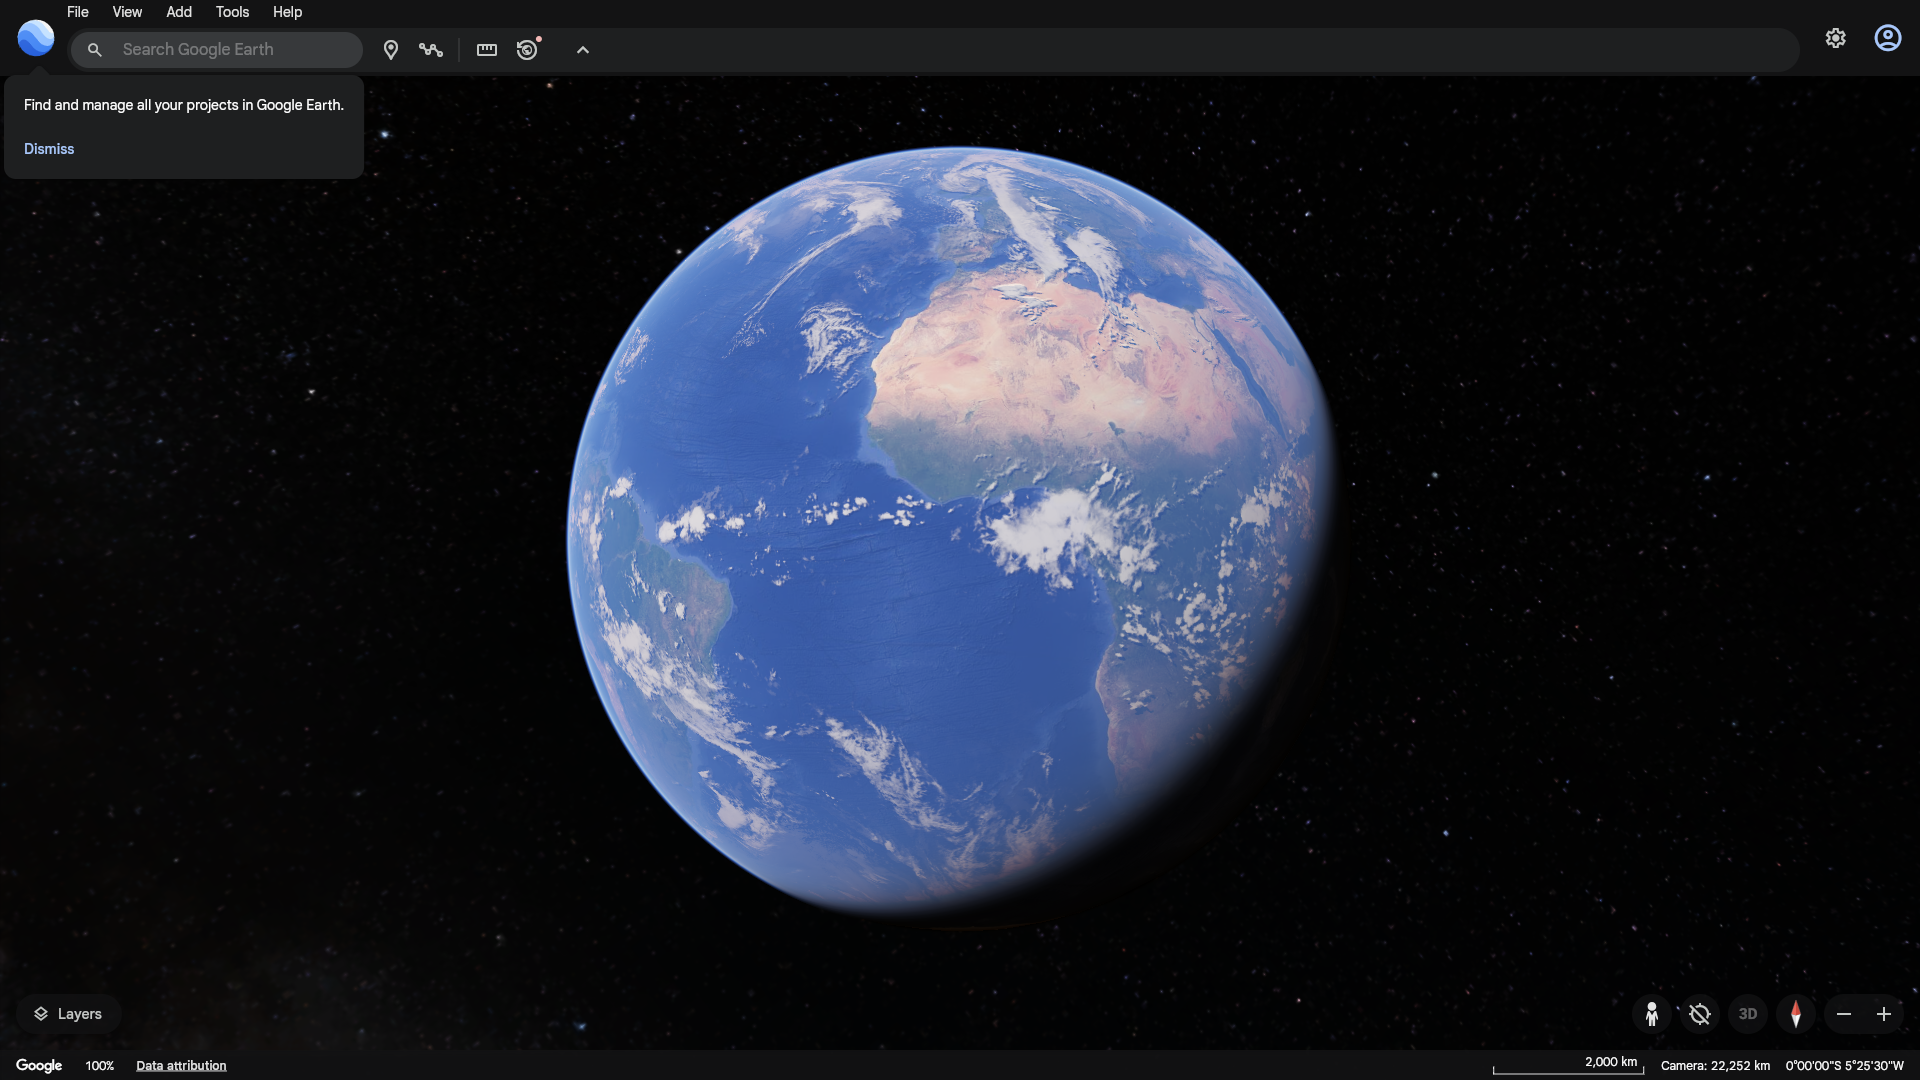 File View Add Tools Help
Search Google Earth
Find and manage all your projects in Google Earth.
Dismiss
Layers
3D
Google 100% Data attribution 2,000 km Camera: 22,252 km 0°00'00"S 5°25'30"W